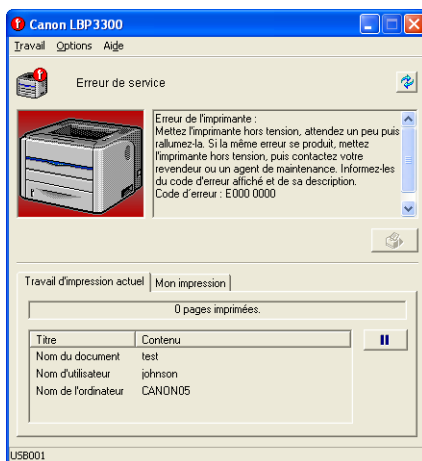 Canon LBP3300
Travail Options Aide
Erreur de service
Erreur de l'imprimante :
Mettez l'imprimante hors tension, attendez un peu puis
rallumez-la. Si la même erreur se produit, mettez
l'imprimante hors tension, puis contactez votre
revendeur ou un agent de maintenance. Informez-les
du code d'erreur affiché et de sa description.
Code d'erreur : E000 0000
Travail d'impression actuel Mon impression
0 pages imprimées.
Titre Contenu
Nom du document test
Nom d'utilisateur johnson
Nom de l'ordinateur CANON05
USB001